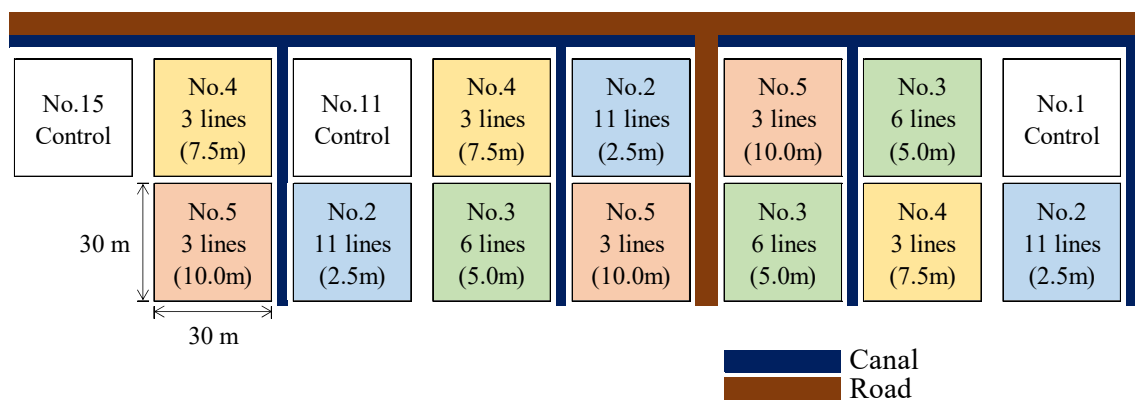 No.15
Control
No.4
3 lines
(7.5m)
No.11
Control
No.4
3 lines
(7.5m)
No.2
11 lines
(2.5m)
No.5
3 lines
(10.0m)
No.3
6 lines
(5.0m)
No.1
Control
30 m
No.5
3 lines
(10.0m)
No.2
11 lines
(2.5m)
No.3
6 lines
(5.0m)
No.5
3 lines
(10.0m)
No.3
6 lines
(5.0m)
No.4
3 lines
(7.5m)
No.2
11 lines
(2.5m)
30 m
Canal
Road